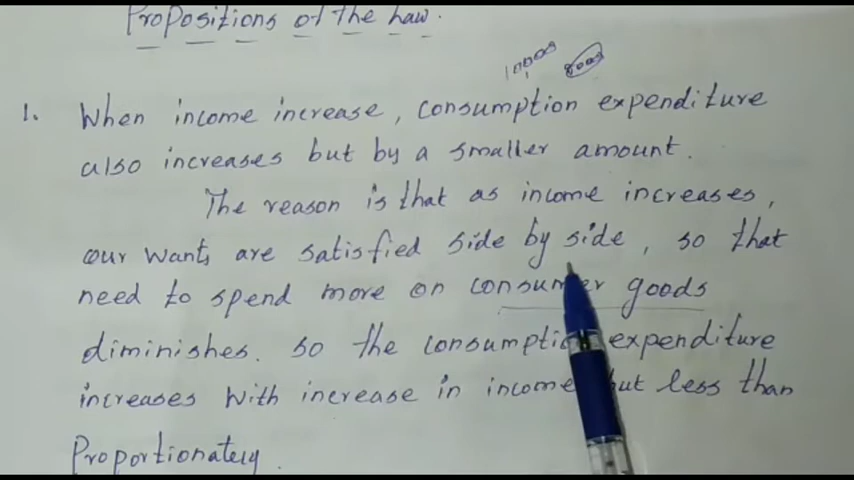 Propositions of the Law.
10000 8000
1. When income increase, consumption expenditure
also increases but by a smaller amount.
The reason is that as income increases,
our wants are satisfied side by side, so that
need to spend more on consumer goods
diminishes. so the consumption expenditure
increases with increase in income but less than
Proportionately.